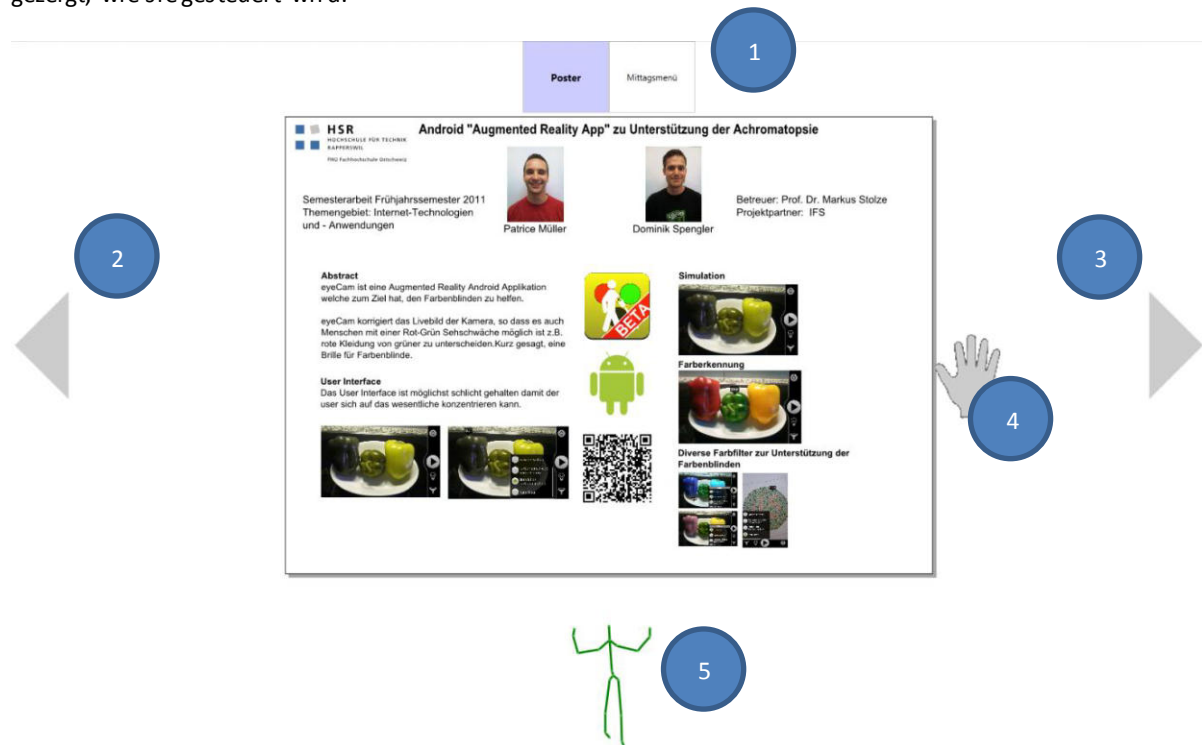 gezeigt, wie sie gesteuert wird.
1
Poster
Mittagsmenü
HSR
HOCHSCHULE FÜR TECHNIK
RAPPERSWIL
FHO Fachhochschule Ostschweiz
Android "Augmented Reality App" zu Unterstützung der Achromatopsie
Semesterarbeit Frühjahrssemester 2011
Themengebiet: Internet-Technologien
und - Anwendungen
Patrice Müller
Dominik Spengler
Betreuer: Prof. Dr. Markus Stolze
Projektpartner: IFS
2
3
Abstract
eyeCam ist eine Augmented Reality Android Applikation
welche zum Ziel hat, den Farbenblinden zu helfen.
eyeCam korrigiert das Livebild der Kamera, so dass es auch
Menschen mit einer Rot-Grün Sehschwäche möglich ist z.B.
rote Kleidung von grüner zu unterscheiden.Kurz gesagt, eine
Brille für Farbenblinde.
User Interface
Das User Interface ist möglichst schlicht gehalten damit der
user sich auf das wesentliche konzentrieren kann.
BETA
Simulation
Farberkennung
Diverse Farbfilter zur Unterstützung der
Farbenblinden
4
5